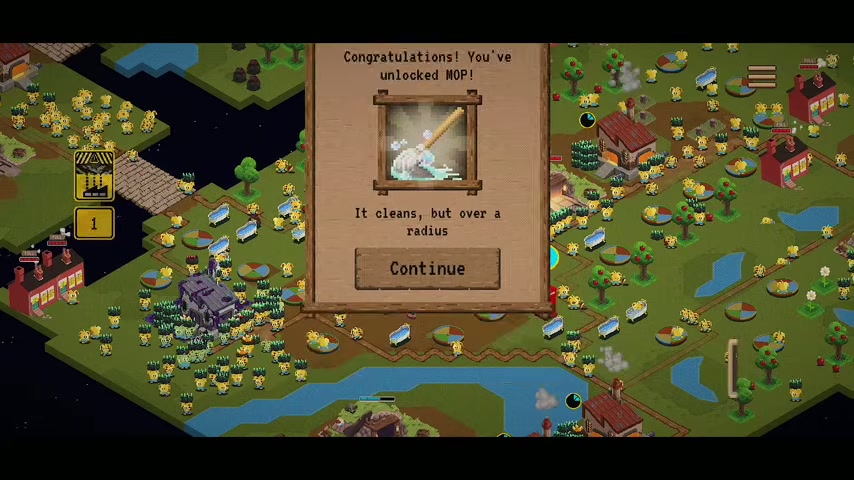 Congratulations! You've
unlocked MOP!
It cleans, but over a
radius
Continue
1